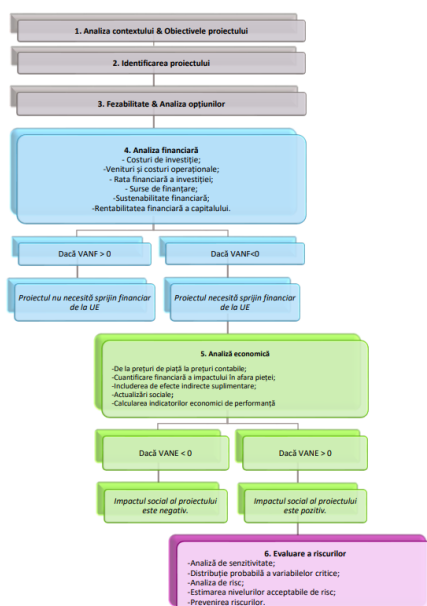 1. Analiza contextului & Obiectivele proiectului
2. Identificarea proiectului
3. Fezabilitate & Analiza opțiunilor
4. Analiza financiară
- Costuri de investiție;
-Venituri și costuri operaționale;
- Rata financiară a investiției;
- Surse de finanțare;
-Sustenabilitate financiară;
-Rentabilitatea financiară a capitalului.
Dacă VANF > 0
Dacă VANF<0
Proiectul nu necesită sprijin financiar
de la UE
Proiectul necesită sprijin financiar
de la UE
5. Analiză economică
-De la prețuri de piață la prețuri contabile;
-Cuantificare financiară a impactului în afara pieței;
-Includerea de efecte indirecte suplimentare;
-Actualizări sociale;
-Calcularea indicatorilor economici de performanță
Dacă VANE < 0
Dacă VANE > 0
Impactul social al proiectului
este negativ.
Impactul social al proiectului
este pozitiv.
6. Evaluare a riscurilor
-Analiză de senzitivitate;
-Distribuție probabilă a variabilelor critice;
-Analiza de risc;
-Estimarea nivelurilor acceptabile de risc;
-Prevenirea riscurilor.